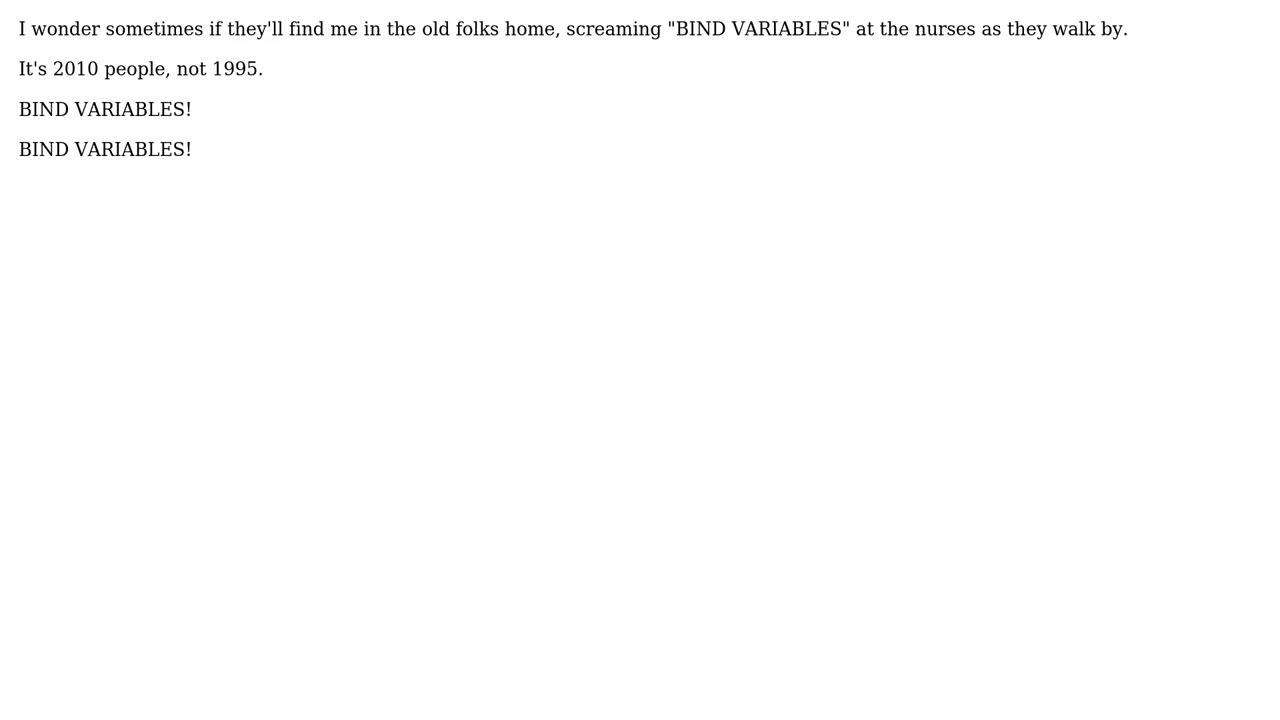 I wonder sometimes if they'll find me in the old folks home, screaming "BIND VARIABLES" at the nurses as they walk by.
It's 2010 people, not 1995.
BIND VARIABLES!
BIND VARIABLES!